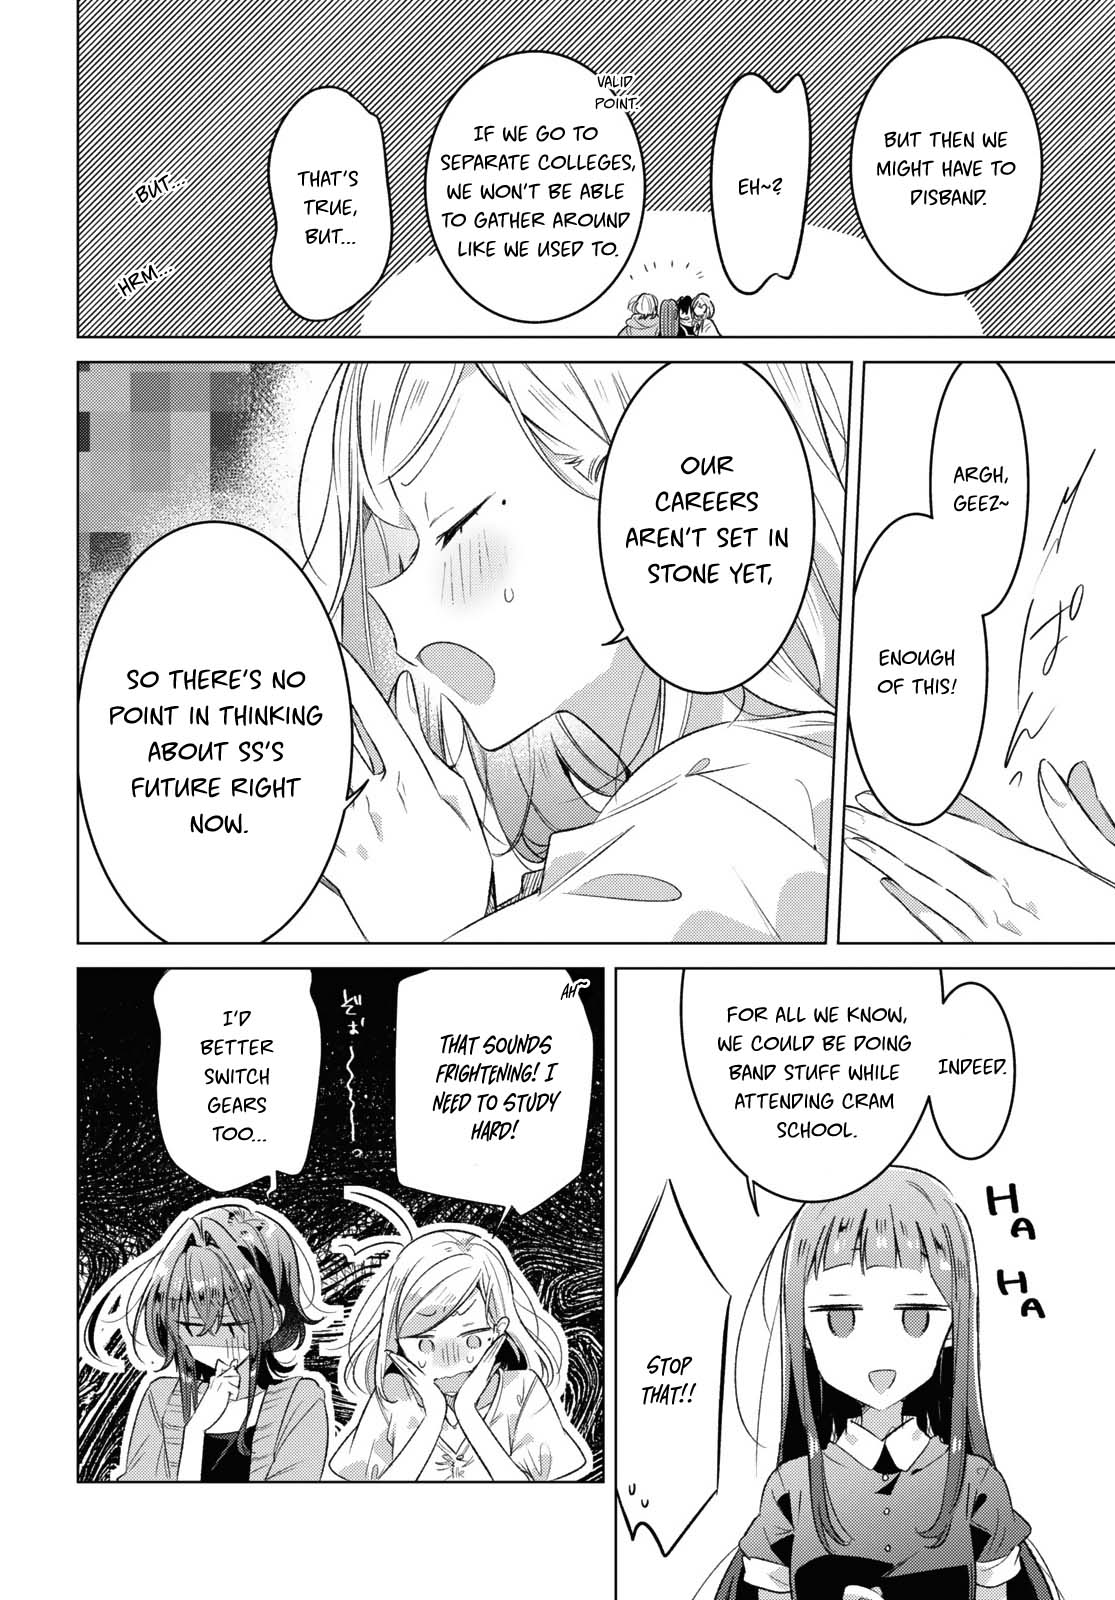 BUT THEN WE
MIGHT HAVE TO
DISBAND.
EH~?
VALID
POINT.
IF WE GO TO
SEPARATE COLLEGES,
WE WON'T BE ABLE
TO GATHER AROUND
LIKE WE USED TO.
THAT'S
TRUE,
BUT...
BUT...
HRM...
ARGH,
GEEZ~
ENOUGH
OF THIS!
OUR
CAREERS
AREN'T SET IN
STONE YET,
SO THERE'S NO
POINT IN THINKING
ABOUT SS'S
FUTURE RIGHT
NOW.
INDEED.
FOR ALL WE KNOW,
WE COULD BE DOING
BAND STUFF WHILE
ATTENDING CRAM
SCHOOL.
HA
HA
STOP
THAT!!
AH~
THAT SOUNDS
FRIGHTENING! I
NEED TO STUDY
HARD!
ぞぉ～～～っ
I'D
BETTER
SWITCH
GEARS
TOO...